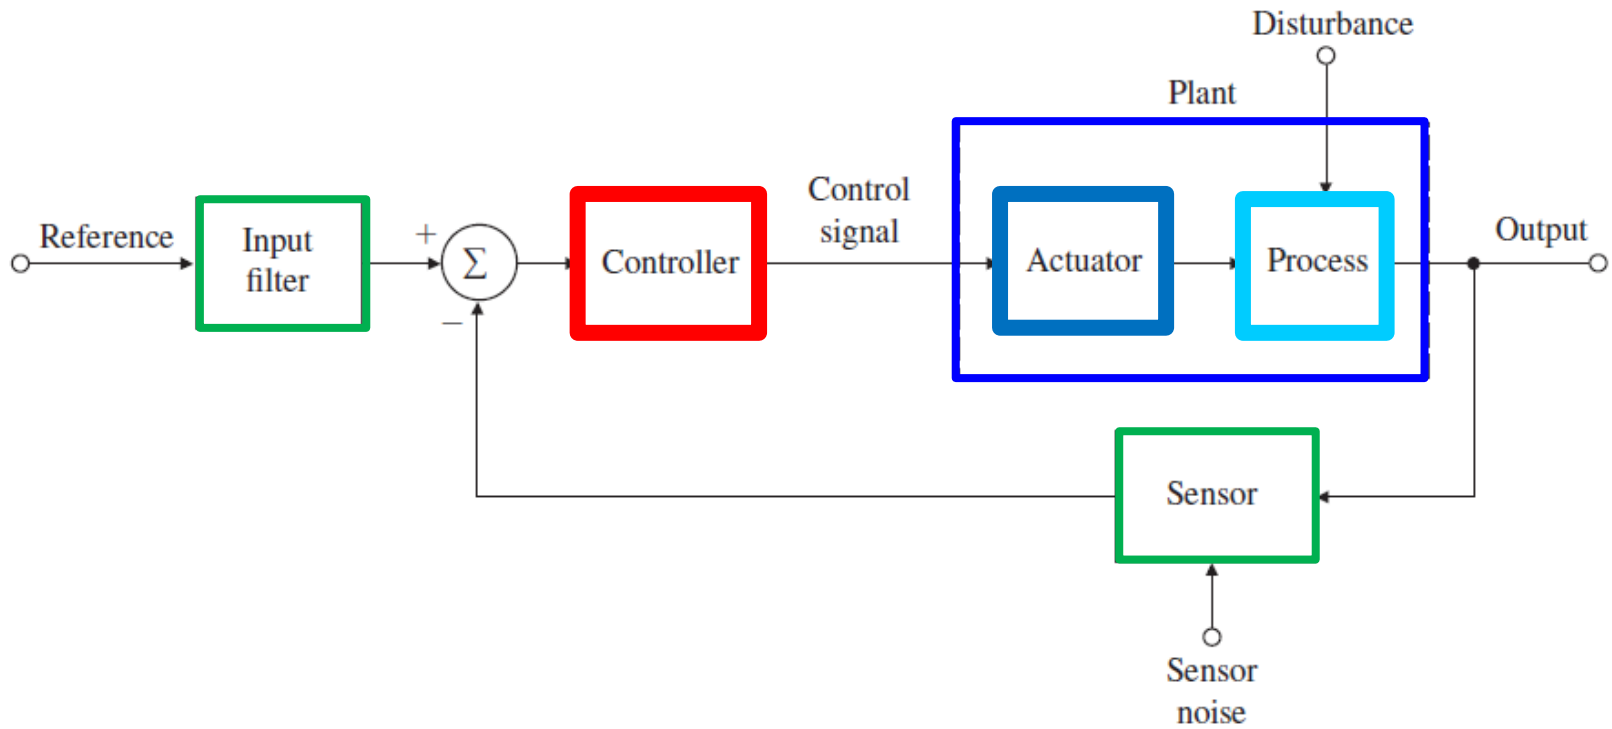 Disturbance
Plant
Reference
Input
filter
+
−
Σ
Controller
Control
signal
Actuator
Process
Output
Sensor
Sensor
noise